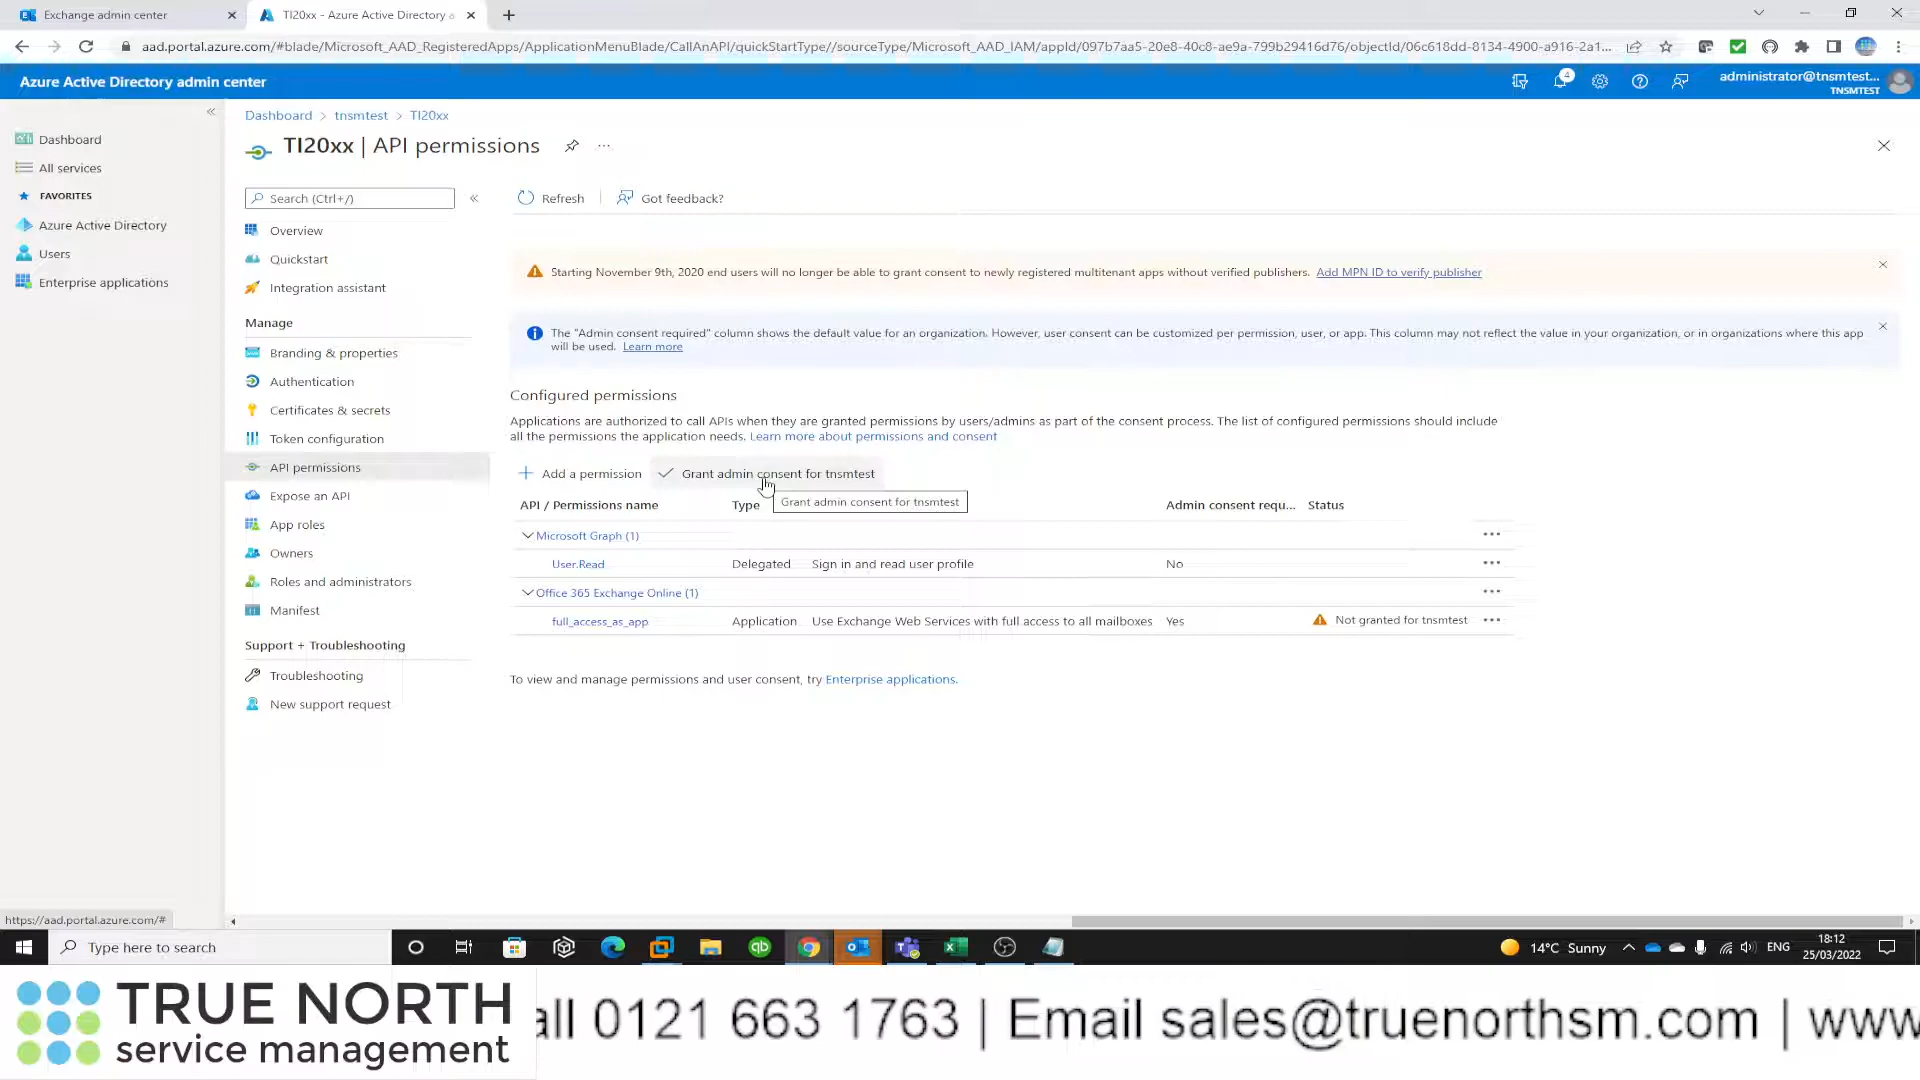 Exchange admin center
TI20xx - Azure Active Directory a
aad.portal.azure.com/#blade/Microsoft_AAD_RegisteredApps/ApplicationMenuBlade/CallAnAPI/quickStartType//sourceType/Microsoft_AAD_IAM/appId/097b7aa5-20e8-40c8-ae9a-799b29416d76/objectId/06c618dd-8134-4900-a916-2a1...
Azure Active Directory admin center
4
administrator@tnsmtest...
TNSMTEST
Dashboard
All services
FAVORITES
Azure Active Directory
Users
Enterprise applications
Dashboard > tnsmtest > TI20xx
TI20xx | API permissions
Search (Ctrl+/)
Overview
Quickstart
Integration assistant
Manage
Branding & properties
Authentication
Certificates & secrets
Token configuration
API permissions
Expose an API
App roles
Owners
Roles and administrators
Manifest
Support + Troubleshooting
Troubleshooting
New support request
Refresh
Got feedback?
Starting November 9th, 2020 end users will no longer be able to grant consent to newly registered multitenant apps without verified publishers. Add MPN ID to verify publisher
The "Admin consent required" column shows the default value for an organization. However, user consent can be customized per permission, user, or app. This column may not reflect the value in your organization, or in organizations where this app
will be used. Learn more
Configured permissions
Applications are authorized to call APIs when they are granted permissions by users/admins as part of the consent process. The list of configured permissions should include
all the permissions the application needs. Learn more about permissions and consent
Add a permission
Grant admin consent for tnsmtest
Grant admin consent for tnsmtest
API / Permissions name Type Admin consent requ... Status
Microsoft Graph (1)
User.Read Delegated Sign in and read user profile No
Office 365 Exchange Online (1)
full_access_as_app Application Use Exchange Web Services with full access to all mailboxes Yes Not granted for tnsmtest
To view and manage permissions and user consent, try Enterprise applications.
https://aad.portal.azure.com/#
Type here to search
qb
14°C Sunny
ENG
18:12
25/03/2022
TRUE NORTH
service management
all 0121 663 1763 | Email sales@truenorthsm.com | www